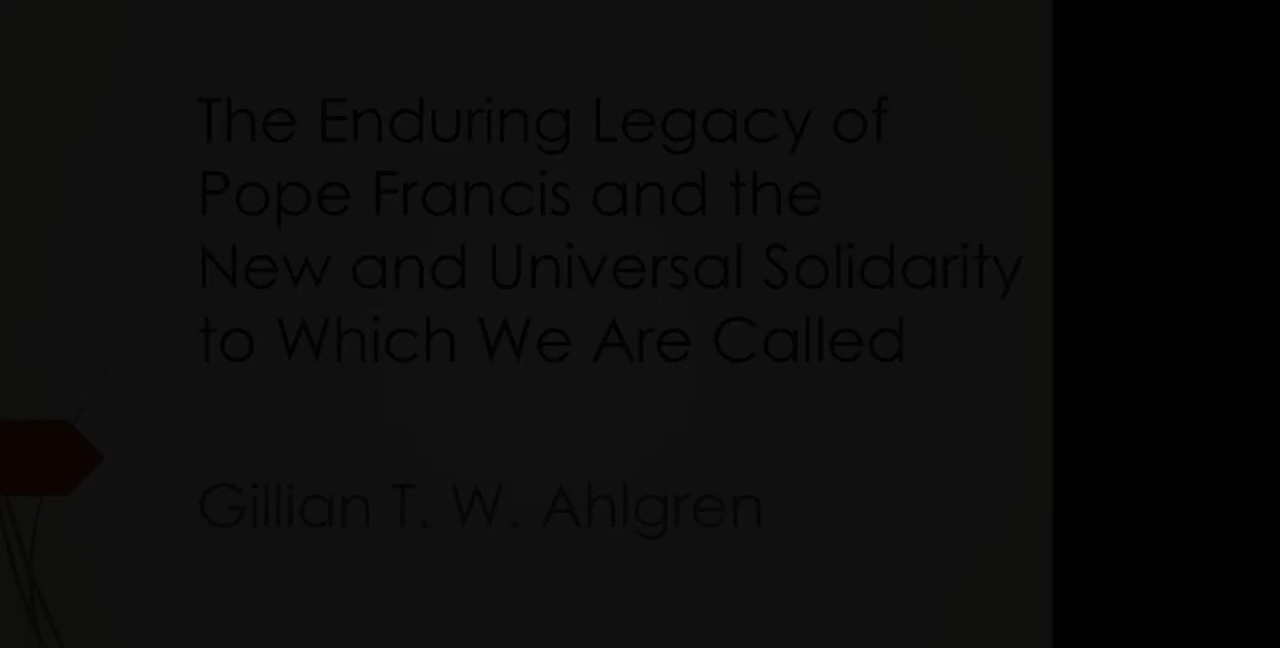 The Enduring Legacy of
Pope Francis and the
New and Universal Solidarity
to Which We Are Called
Gillian T. W. Ahlgren